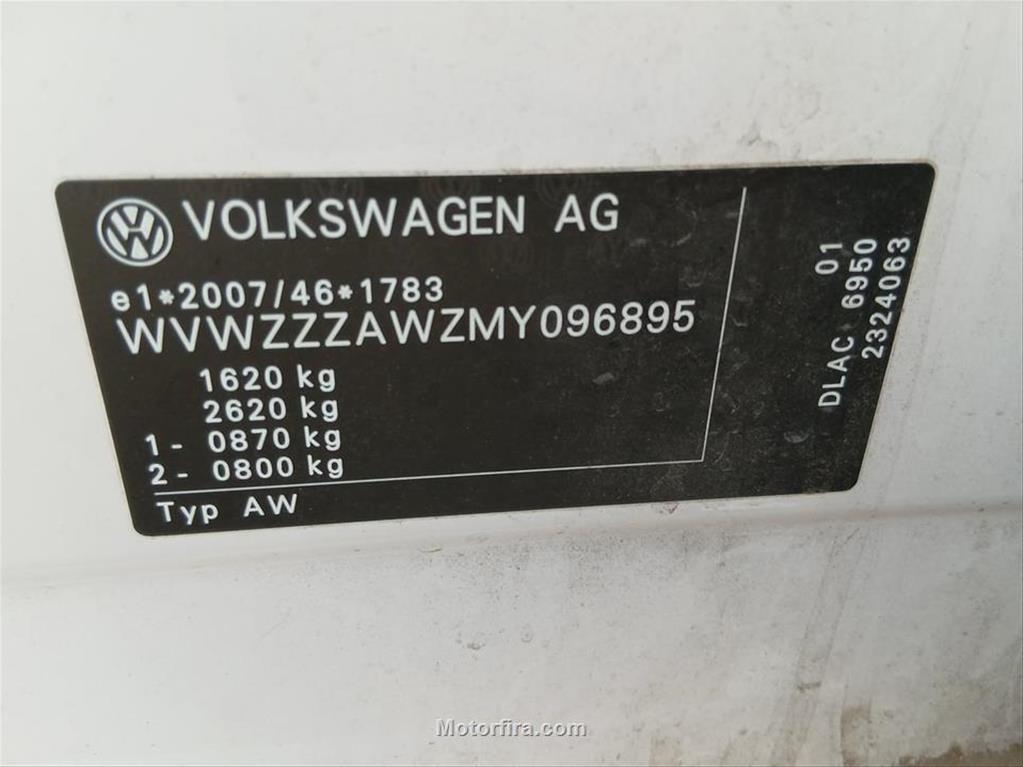 VOLKSWAGEN AG
e1*2007/46*1783
WVWZZZAWZMY096895
1620 kg
2620 kg
1- 0870 kg
2- 0800 kg
Typ AW
01
DLAC 6950
2324063
Motorfira.com